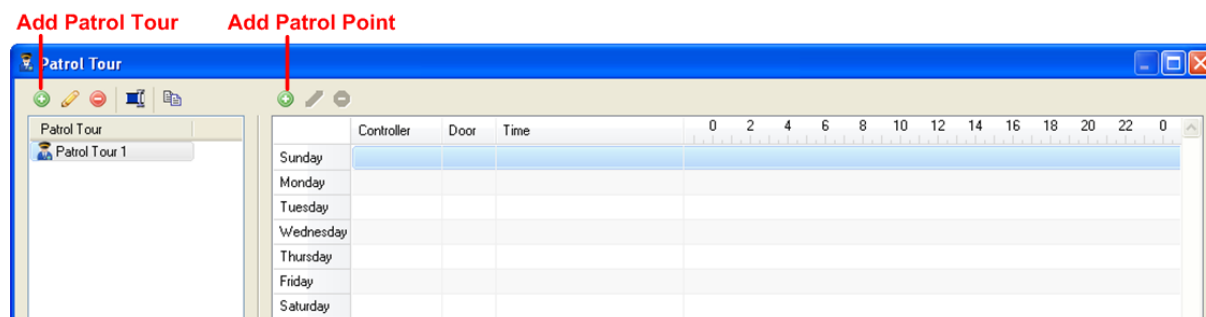 Add Patrol Tour Add Patrol Point
Patrol Tour
Patrol Tour Controller Door Time 0 2 4 6 8 10 12 14 16 18 20 22 0
Patrol Tour 1
Sunday
Monday
Tuesday
Wednesday
Thursday
Friday
Saturday